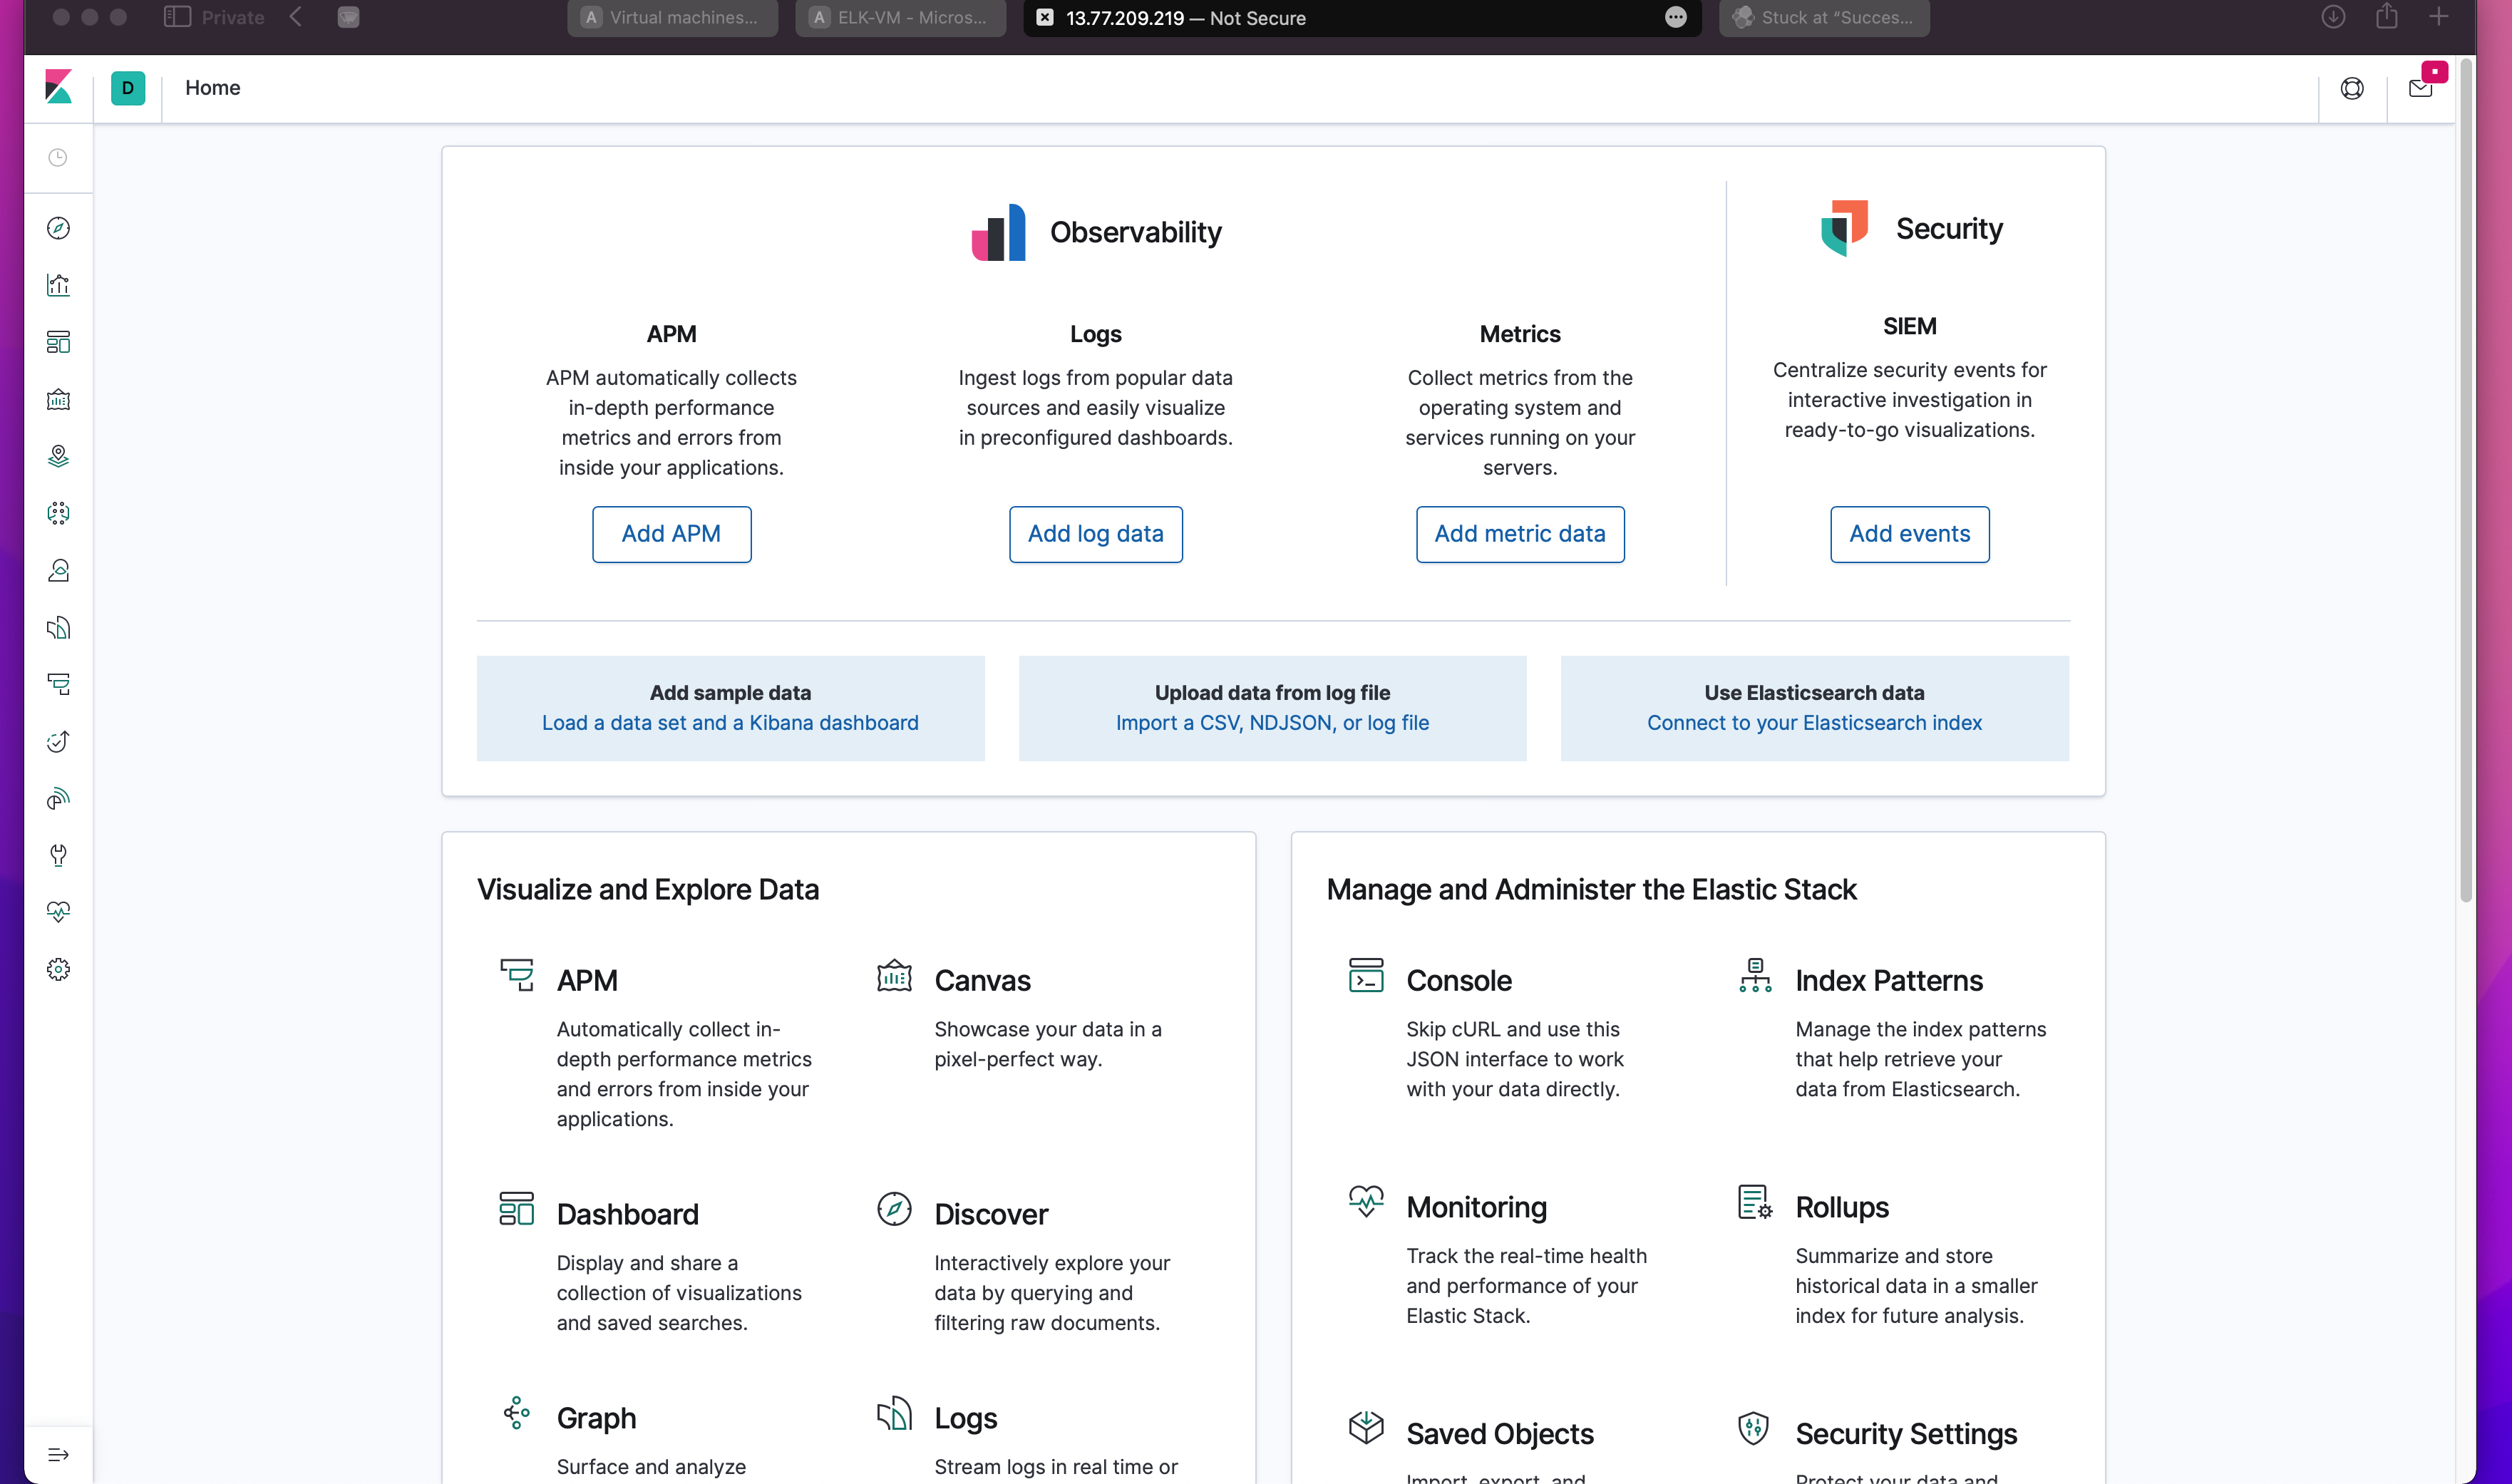 Private
A Virtual machines...
A ELK-VM - Micros...
13.77.209.219 — Not Secure
Stuck at "Succes...
D
Home
Observability
Security
APM
APM automatically collects
in-depth performance
metrics and errors from
inside your applications.
Add APM
Logs
Ingest logs from popular data
sources and easily visualize
in preconfigured dashboards.
Add log data
Metrics
Collect metrics from the
operating system and
services running on your
servers.
Add metric data
SIEM
Centralize security events for
interactive investigation in
ready-to-go visualizations.
Add events
Add sample data
Load a data set and a Kibana dashboard
Upload data from log file
Import a CSV, NDJSON, or log file
Use Elasticsearch data
Connect to your Elasticsearch index
Visualize and Explore Data
APM
Automatically collect in-
depth performance metrics
and errors from inside your
applications.
Canvas
Showcase your data in a
pixel-perfect way.
Dashboard
Display and share a
collection of visualizations
and saved searches.
Discover
Interactively explore your
data by querying and
filtering raw documents.
Graph
Surface and analyze
Logs
Stream logs in real time or
Manage and Administer the Elastic Stack
Console
Skip cURL and use this
JSON interface to work
with your data directly.
Index Patterns
Manage the index patterns
that help retrieve your
data from Elasticsearch.
Monitoring
Track the real-time health
and performance of your
Elastic Stack.
Rollups
Summarize and store
historical data in a smaller
index for future analysis.
Saved Objects
Import, export, and
Security Settings
Protect your data and